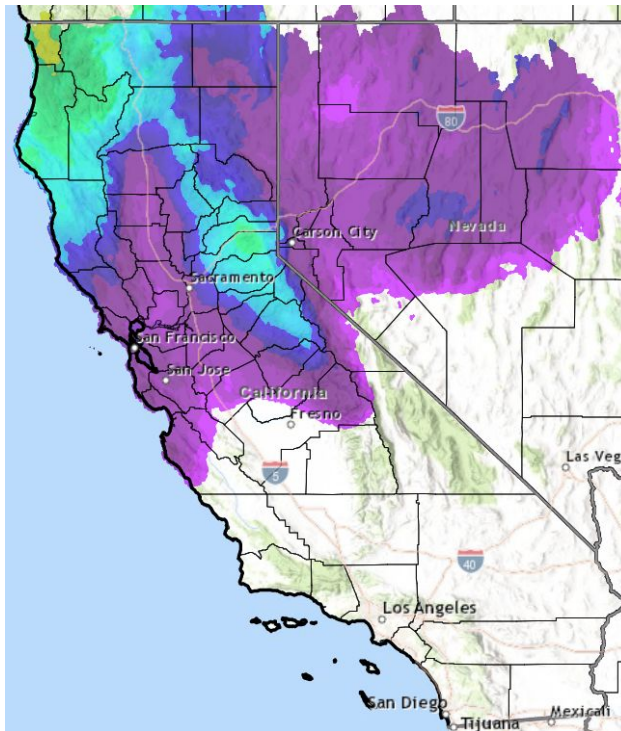 80
Nevada
Carson City
Sacramento
San Francisco
San Jose
California
Fresno
Las Veg
5
40
Los Angeles
San Diego
Mexicali
Tijuana